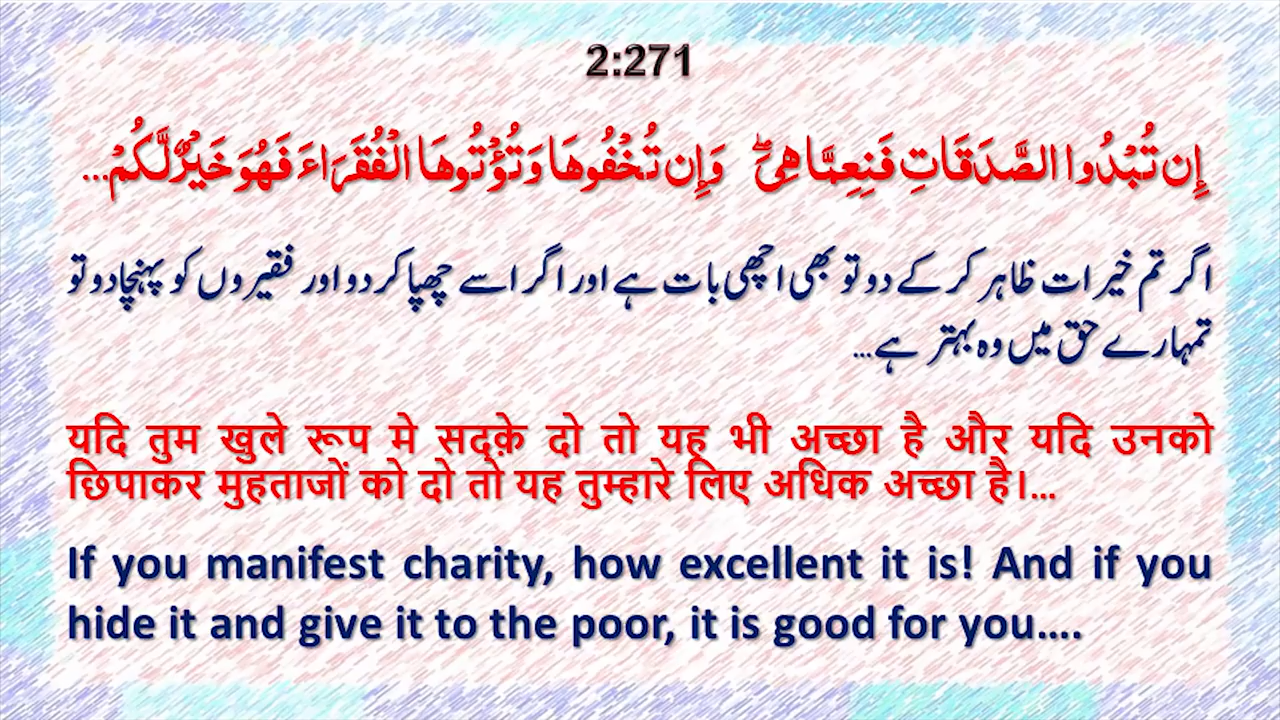 2:271
إِن تُبْدُوا الصَّدَقَاتِ فَنِعِمَّا هِيَ ۖ وَإِن تُخْفُوهَا وَتُؤْتُوهَا الْفُقَرَاءَ فَهُوَ خَيْرٌ لَّكُمْ...
اگر تم خیرات ظاہر کر کے دو تو بھی اچھی بات ہے اور اگر اسے چھپا کر دو اور فقیروں کو پہنچا دو تو
تمہارے حق میں وہ بہتر ہے...
यदि तुम खुले रूप मे सदक़े दो तो यह भी अच्छा है और यदि उनको
छिपाकर मुहताजों को दो तो यह तुम्हारे लिए अधिक अच्छा है।...
If you manifest charity, how excellent it is! And if you
hide it and give it to the poor, it is good for you....